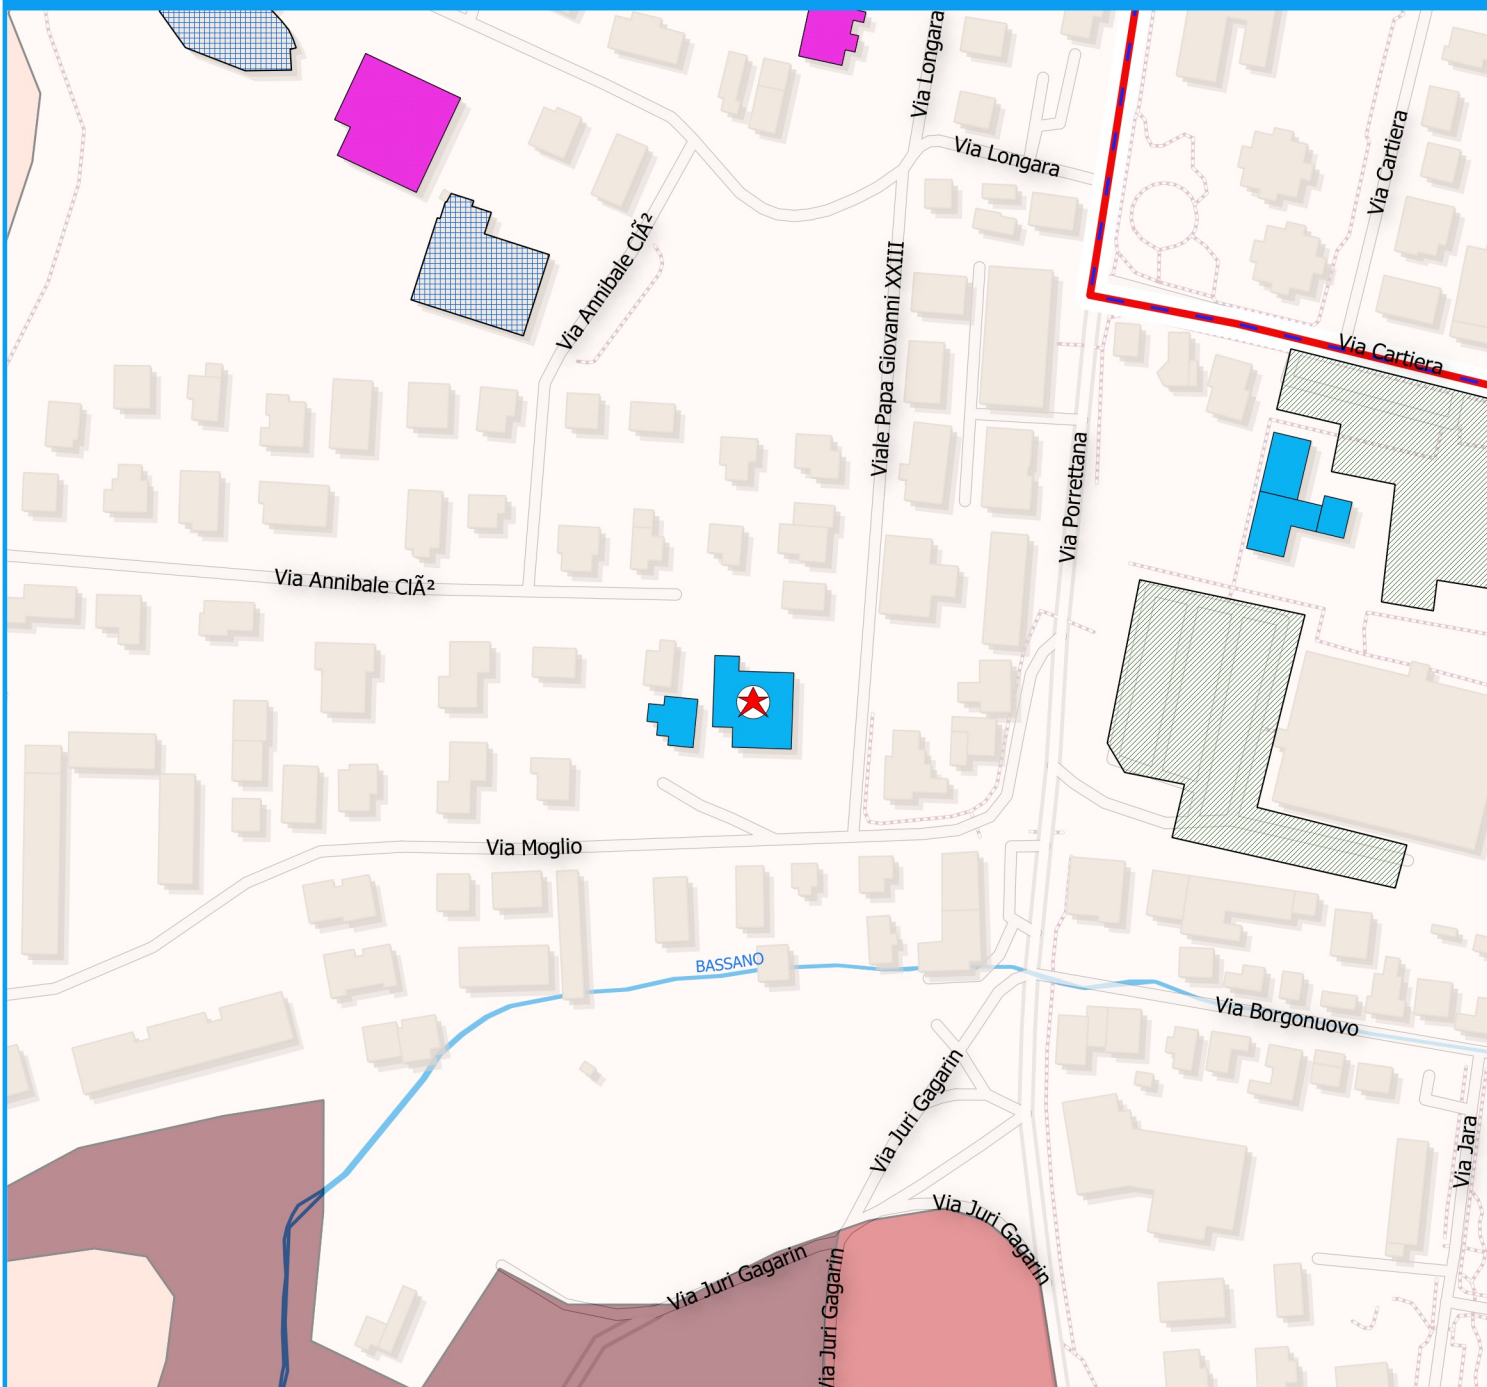 Via Longara
Via Longara
Via Cartiera
Via Annibale ClÃ²
Viale Papa Giovanni XXIII
Via Cartiera
Via Porrettana
Via Annibale ClÃ²
Via Moglio
BASSANO
Via Borgonuovo
Via Juri Gagarin
Via Jara
Via Juri Gagarin
Via Juri Gagarin
Via Juri Gagarin